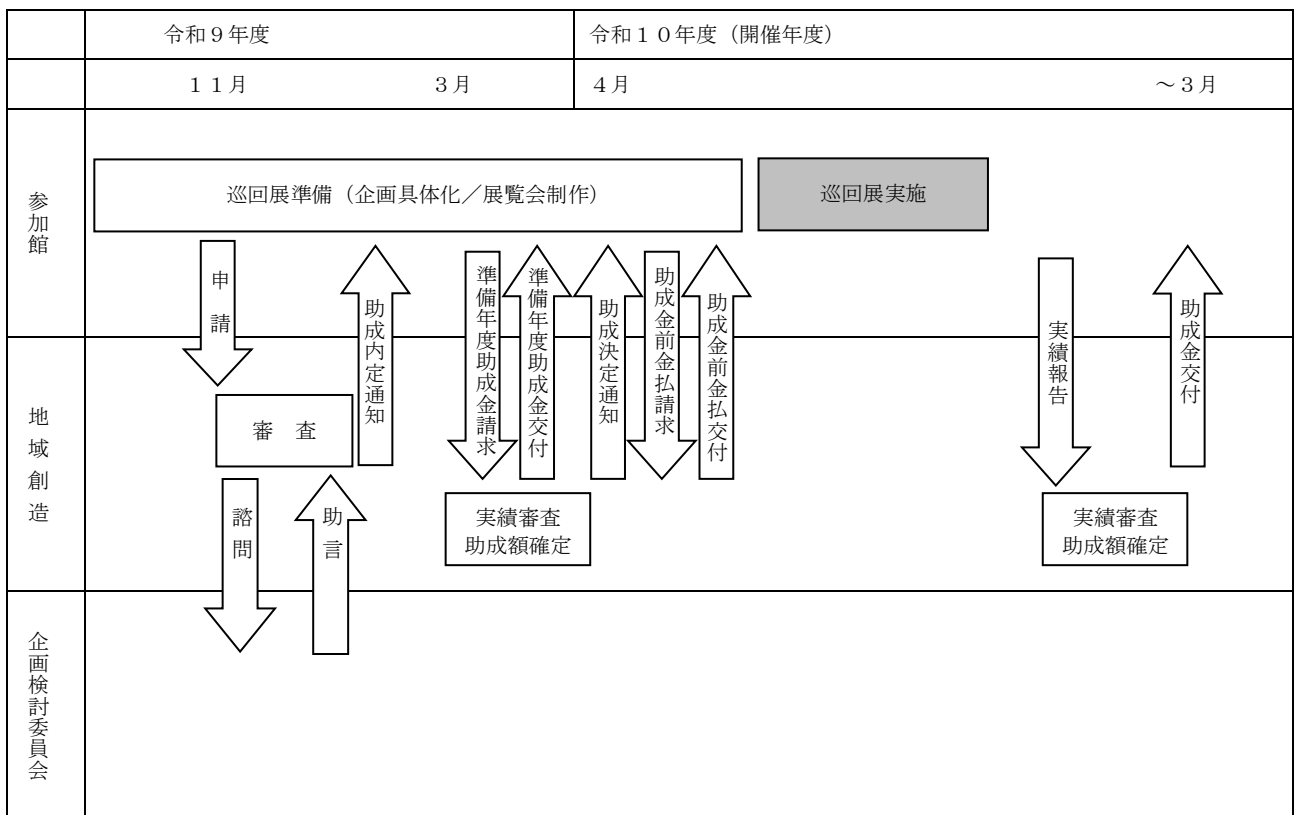 令和９年度
令和１０年度（開催年度）
１１月
３月
４月
～３月
参加館
巡回展準備（企画具体化／展覧会制作）
巡回展実施
申請
助成内定通知
準備年度助成金請求
準備年度助成金交付
助成決定通知
助成金前金払請求
助成金前金払交付
実績報告
助成金交付
地域創造
審　査
諮問
助言
実績審査
助成額確定
実績審査
助成額確定
企画検討委員会